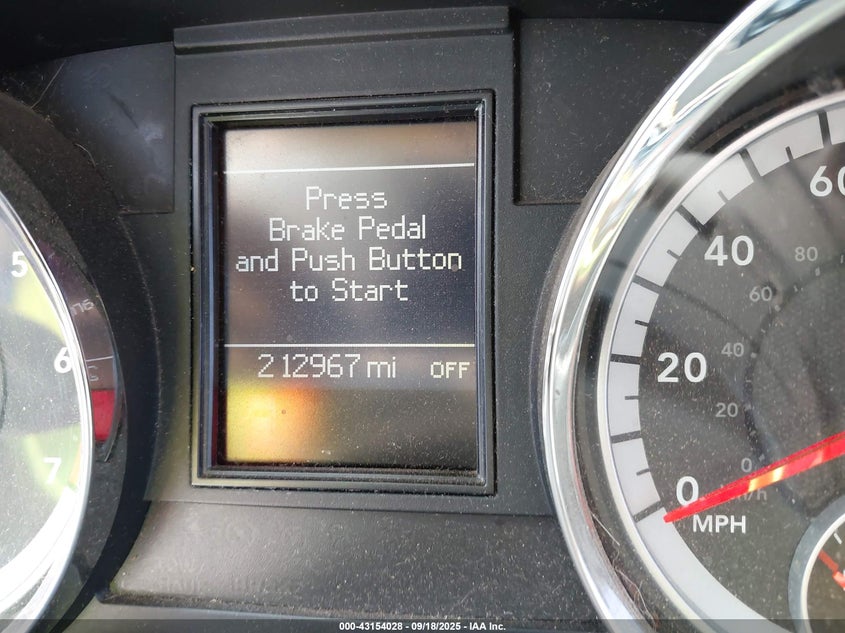 Press
Brake Pedal
and Push Button
to Start
212967 mi OFF
5
6
7
60
40
20
0
MPH
80
60
40
20
0
km/h
000-43154028 - 09/18/2025 - IAA Inc.